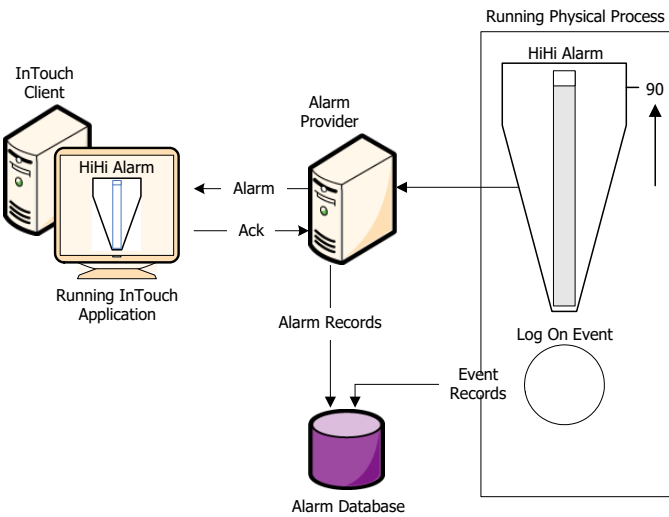 Running Physical Process
HiHi Alarm
90
InTouch
Client
Alarm
Provider
HiHi Alarm
Alarm
Ack
Running InTouch
Application
Alarm Records
Log On Event
Event
Records
Alarm Database